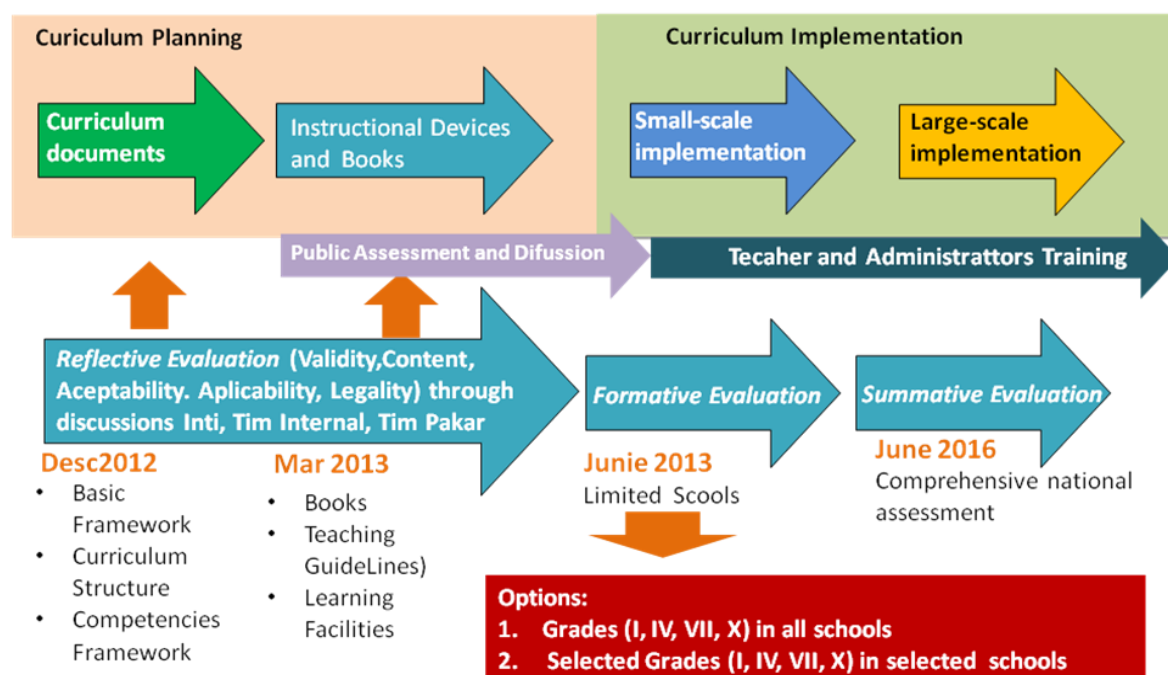 Curiculum Planning
Curriculum Implementation
Curriculum
documents
Instructional Devices
and Books
Small-scale
implementation
Large-scale
implementation
Public Assessment and Difussion
Tecaher and Administrattors Training
Reflective Evaluation (Validity,Content,
Aceptability. Aplicability, Legality) through
discussions Inti, Tim Internal, Tim Pakar
Formative Evaluation
Summative Evaluation
Desc2012
• Basic
Framework
• Curriculum
Structure
• Competencies
Framework
Mar 2013
• Books
• Teaching
GuideLines)
• Learning
Facilities
Junie 2013
Limited Scools
June 2016
Comprehensive national
assessment
Options:
1. Grades (I, IV, VII, X) in all schools
2. Selected Grades (I, IV, VII, X) in selected schools